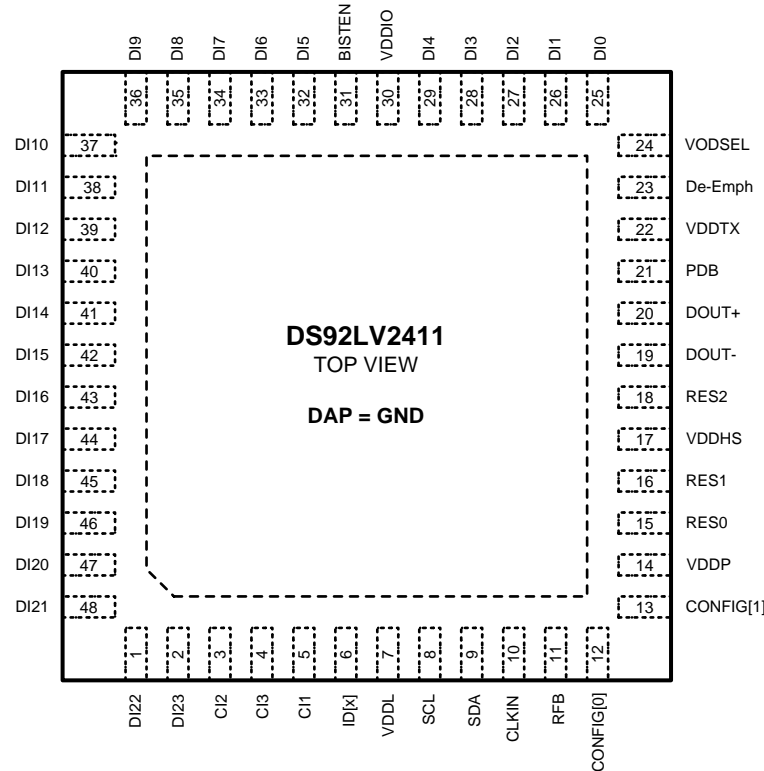 DI9 DI8 DI7 DI6 DI5 BISTEN VDDIO DI4 DI3 DI2 DI1 DI0
36 35 34 33 32 31 30 29 28 27 26 25
DI10 37 24 VODSEL
DI11 38 23 De-Emph
DI12 39 22 VDDTX
DI13 40 21 PDB
DI14 41 20 DOUT+
DI15 42 19 DOUT-
DI16 43 18 RES2
DI17 44 17 VDDHS
DI18 45 16 RES1
DI19 46 15 RES0
DI20 47 14 VDDP
DI21 48 13 CONFIG[1]
DS92LV2411
TOP VIEW
DAP = GND
1 2 3 4 5 6 7 8 9 10 11 12
DI22 DI23 CI2 CI3 CI1 ID[x] VDDL SCL SDA CLKIN RFB CONFIG[0]